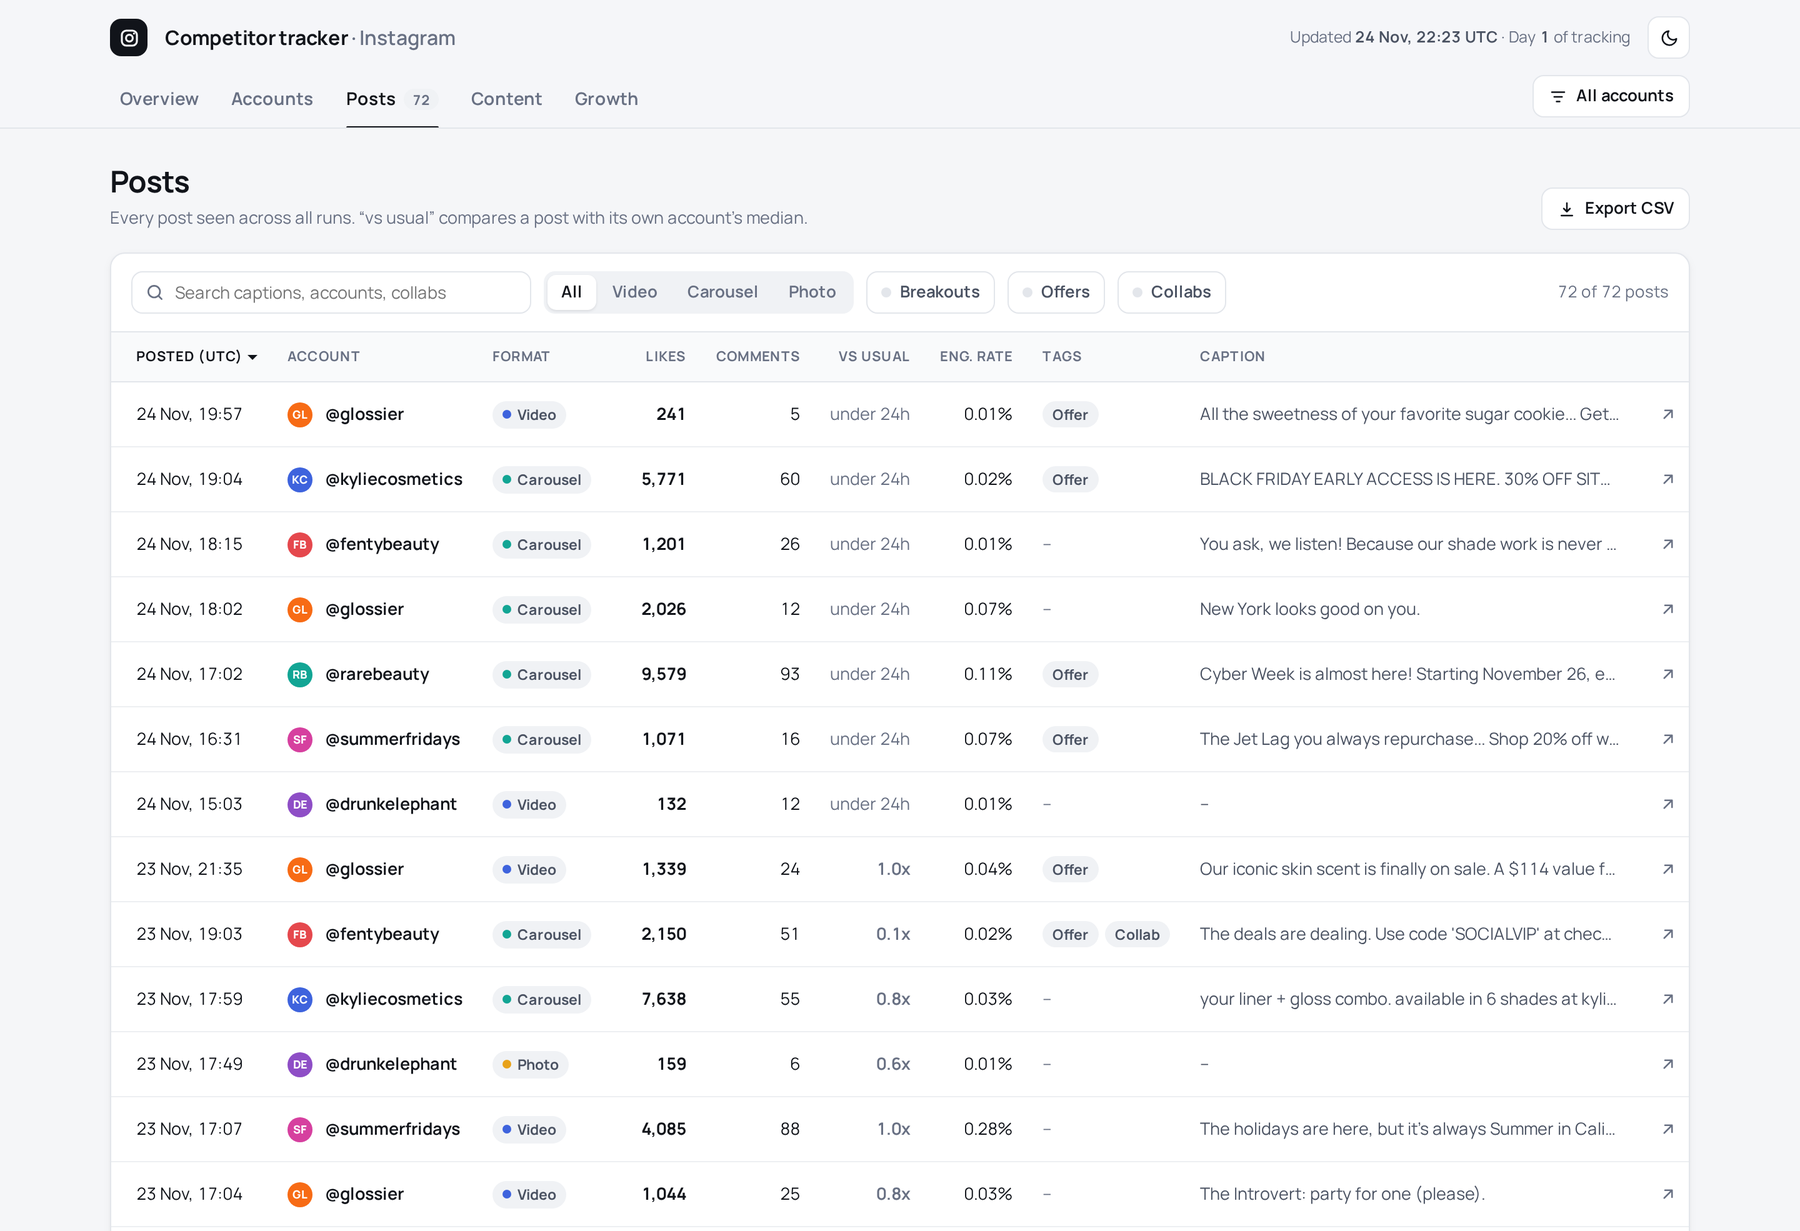 Competitor tracker · Instagram
Updated 24 Nov, 22:23 UTC · Day 1 of tracking
Overview Accounts Posts 72 Content Growth
All accounts
Posts
Every post seen across all runs. “vs usual” compares a post with its own account's median.
Export CSV
Search captions, accounts, collabs All Video Carousel Photo Breakouts Offers Collabs 72 of 72 posts
POSTED (UTC) ACCOUNT FORMAT LIKES COMMENTS VS USUAL ENG. RATE TAGS CAPTION
24 Nov, 19:57 GL @glossier Video 241 5 under 24h 0.01% Offer All the sweetness of your favorite sugar cookie... Get...
24 Nov, 19:04 KC @kyliecosmetics Carousel 5,771 60 under 24h 0.02% Offer BLACK FRIDAY EARLY ACCESS IS HERE. 30% OFF SIT...
24 Nov, 18:15 FB @fentybeauty Carousel 1,201 26 under 24h 0.01% – You ask, we listen! Because our shade work is never ...
24 Nov, 18:02 GL @glossier Carousel 2,026 12 under 24h 0.07% – New York looks good on you.
24 Nov, 17:02 RB @rarebeauty Carousel 9,579 93 under 24h 0.11% Offer Cyber Week is almost here! Starting November 26, e...
24 Nov, 16:31 SF @summerfridays Carousel 1,071 16 under 24h 0.07% Offer The Jet Lag you always repurchase... Shop 20% off w...
24 Nov, 15:03 DE @drunkelephant Video 132 12 under 24h 0.01% – –
23 Nov, 21:35 GL @glossier Video 1,339 24 1.0x 0.04% Offer Our iconic skin scent is finally on sale. A $114 value f...
23 Nov, 19:03 FB @fentybeauty Carousel 2,150 51 0.1x 0.02% Offer Collab The deals are dealing. Use code 'SOCIALVIP' at chec...
23 Nov, 17:59 KC @kyliecosmetics Carousel 7,638 55 0.8x 0.03% – your liner + gloss combo. available in 6 shades at kyli...
23 Nov, 17:49 DE @drunkelephant Photo 159 6 0.6x 0.01% – –
23 Nov, 17:07 SF @summerfridays Video 4,085 88 1.0x 0.28% – The holidays are here, but it's always Summer in Cali...
23 Nov, 17:04 GL @glossier Video 1,044 25 0.8x 0.03% – The Introvert: party for one (please).